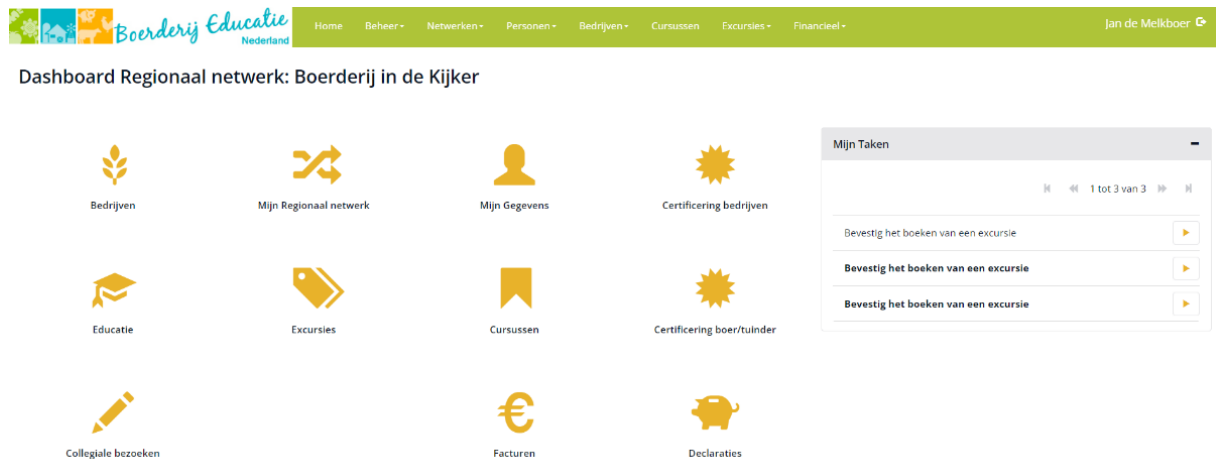 Boerderij Educatie
Nederland
Home Beheer Netwerken Personen Bedrijven Cursussen Excursies Financieel
Jan de Melkboer
Dashboard Regionaal netwerk: Boerderij in de Kijker
Bedrijven
Mijn Regionaal netwerk
Mijn Gegevens
Certificering bedrijven
Educatie
Excursies
Cursussen
Certificering boer/tuinder
Collegiale bezoeken
€
Facturen
Declaraties
Mijn Taken
1 tot 3 van 3
Bevestig het boeken van een excursie
Bevestig het boeken van een excursie
Bevestig het boeken van een excursie